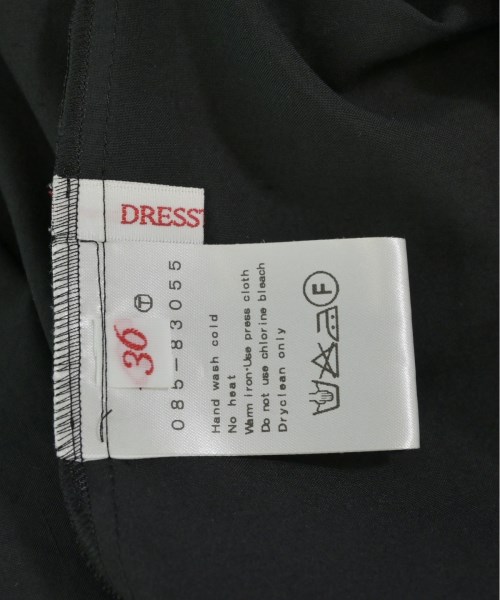 DRESST
36
T
085-83055
Hand wash cold
No heat
Warm iron-Use press cloth
Do not use chlorine bleach
Dryclean only
F